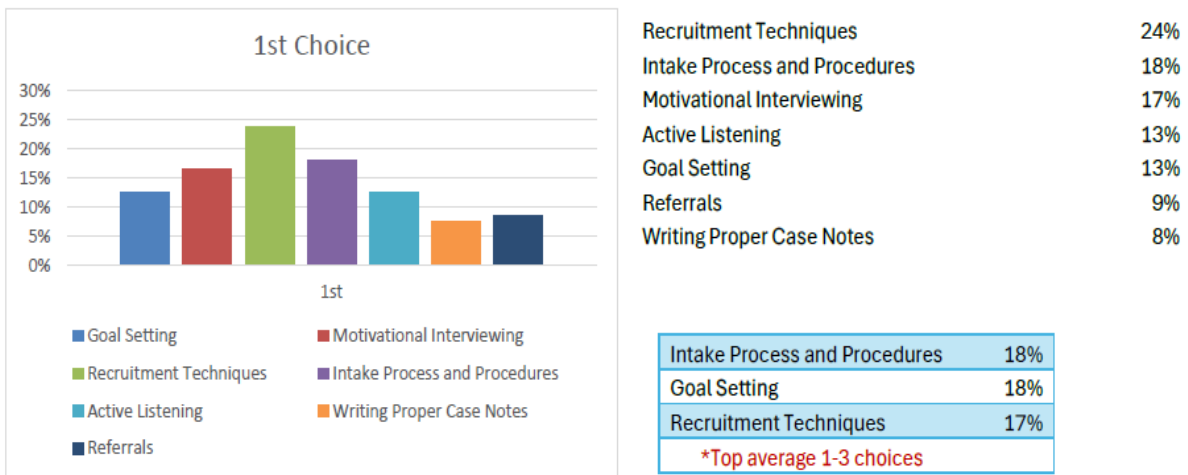 1st Choice
30%
25%
20%
15%
10%
5%
0%
1st
Goal Setting
Motivational Interviewing
Recruitment Techniques
Intake Process and Procedures
Active Listening
Writing Proper Case Notes
Referrals
Recruitment Techniques 24%
Intake Process and Procedures 18%
Motivational Interviewing 17%
Active Listening 13%
Goal Setting 13%
Referrals 9%
Writing Proper Case Notes 8%
Intake Process and Procedures 18%
Goal Setting 18%
Recruitment Techniques 17%
*Top average 1-3 choices